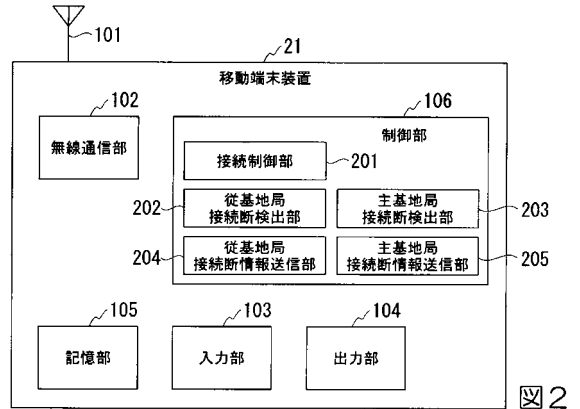 101
21
移動端末装置
102
無線通信部
106
制御部
接続制御部
201
202
従基地局
接続断検出部
主基地局
接続断検出部
203
204
従基地局
接続断情報送信部
主基地局
接続断情報送信部
205
105
記憶部
103
入力部
104
出力部
図2